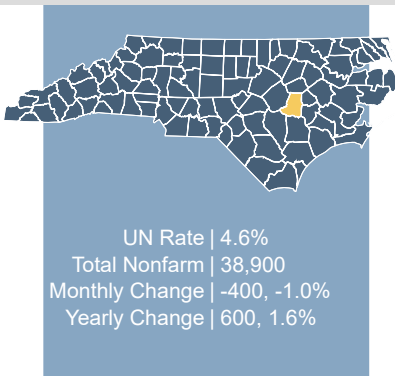 UN Rate | 4.6%
Total Nonfarm | 38,900
Monthly Change | -400, -1.0%
Yearly Change | 600, 1.6%